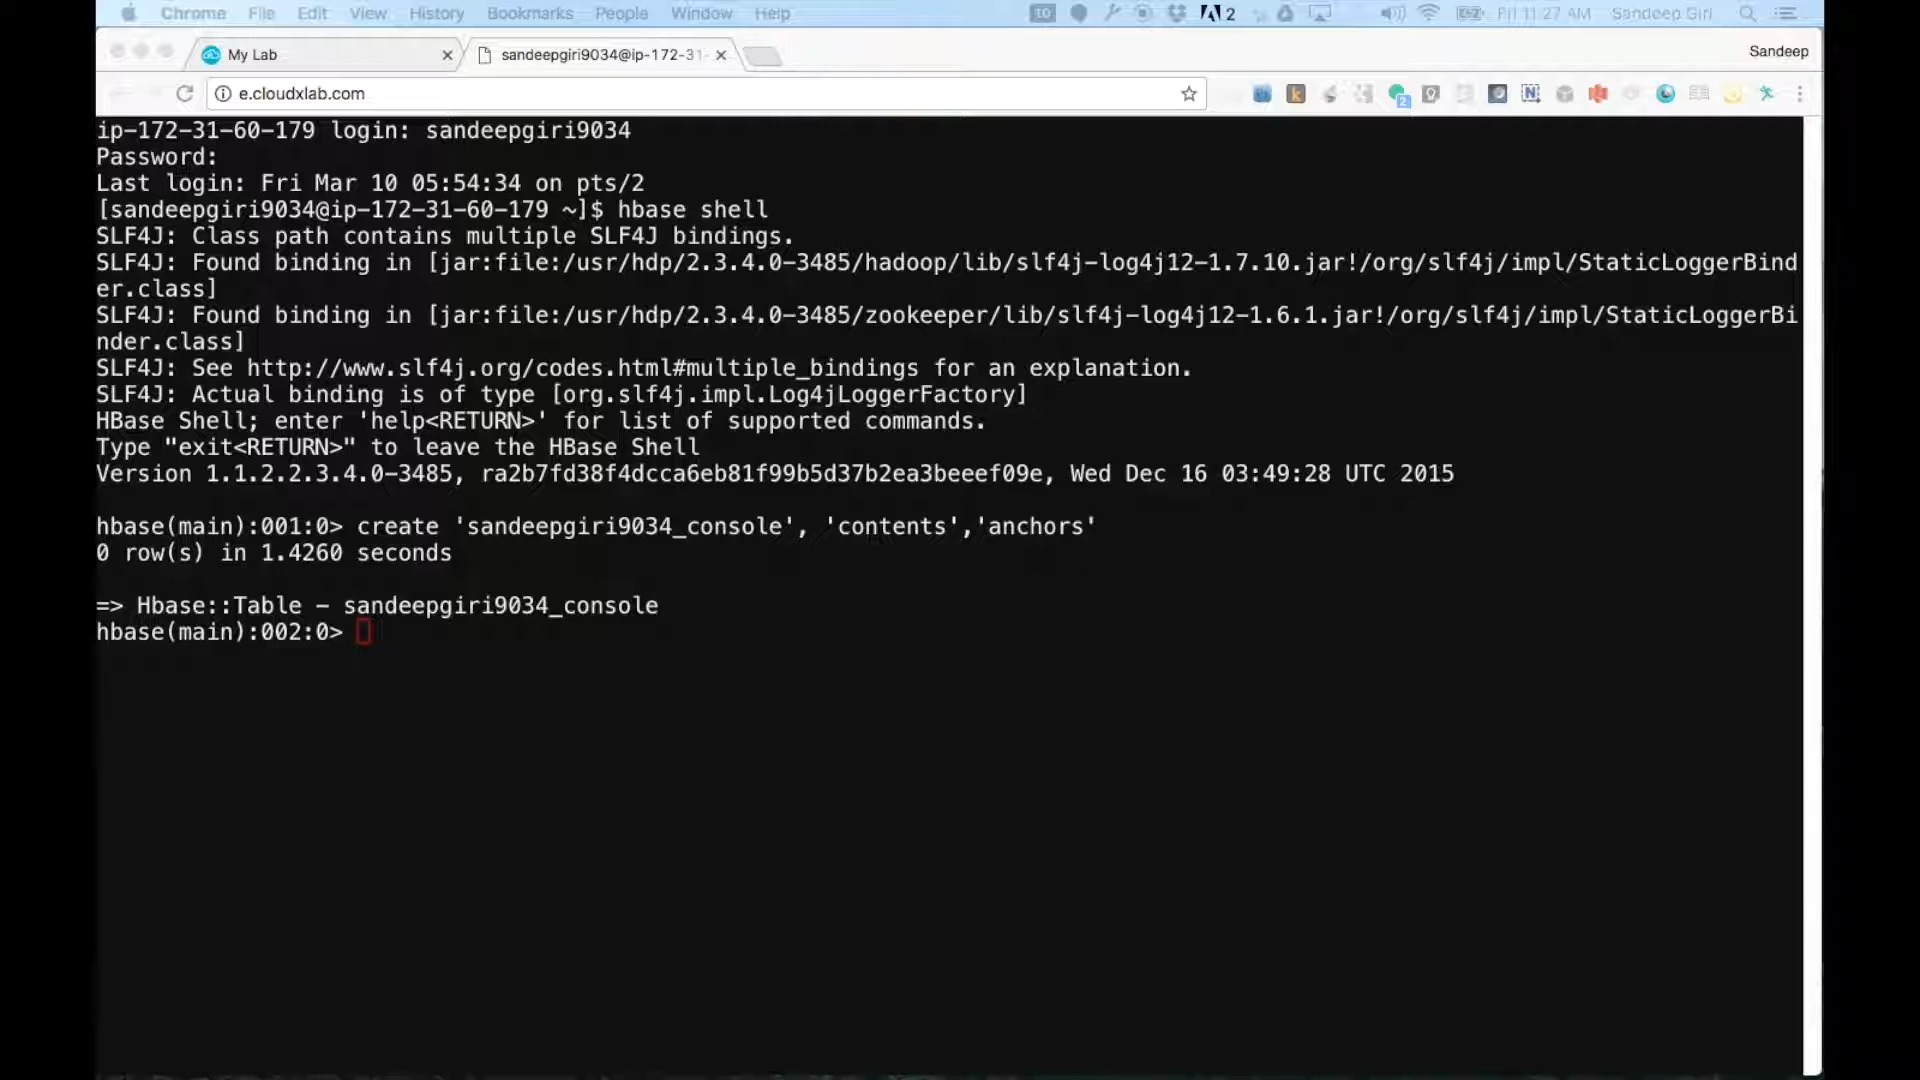 Chrome File Edit View History Bookmarks People Window Help 10 2 Fri 11:27 AM Sandeep Giri
My Lab sandeepgiri9034@ip-172-31- Sandeep
e.cloudxlab.com
ip-172-31-60-179 login: sandeepgiri9034
Password:
Last login: Fri Mar 10 05:54:34 on pts/2
[sandeepgiri9034@ip-172-31-60-179 ~]$ hbase shell
SLF4J: Class path contains multiple SLF4J bindings.
SLF4J: Found binding in [jar:file:/usr/hdp/2.3.4.0-3485/hadoop/lib/slf4j-log4j12-1.7.10.jar!/org/slf4j/impl/StaticLoggerBind
er.class]
SLF4J: Found binding in [jar:file:/usr/hdp/2.3.4.0-3485/zookeeper/lib/slf4j-log4j12-1.6.1.jar!/org/slf4j/impl/StaticLoggerBi
nder.class]
SLF4J: See http://www.slf4j.org/codes.html#multiple_bindings for an explanation.
SLF4J: Actual binding is of type [org.slf4j.impl.Log4jLoggerFactory]
HBase Shell; enter 'help<RETURN>' for list of supported commands.
Type "exit<RETURN>" to leave the HBase Shell
Version 1.1.2.2.3.4.0-3485, ra2b7fd38f4dcca6eb81f99b5d37b2ea3beeef09e, Wed Dec 16 03:49:28 UTC 2015
hbase(main):001:0> create 'sandeepgiri9034_console', 'contents','anchors'
0 row(s) in 1.4260 seconds
=> Hbase::Table - sandeepgiri9034_console
hbase(main):002:0>